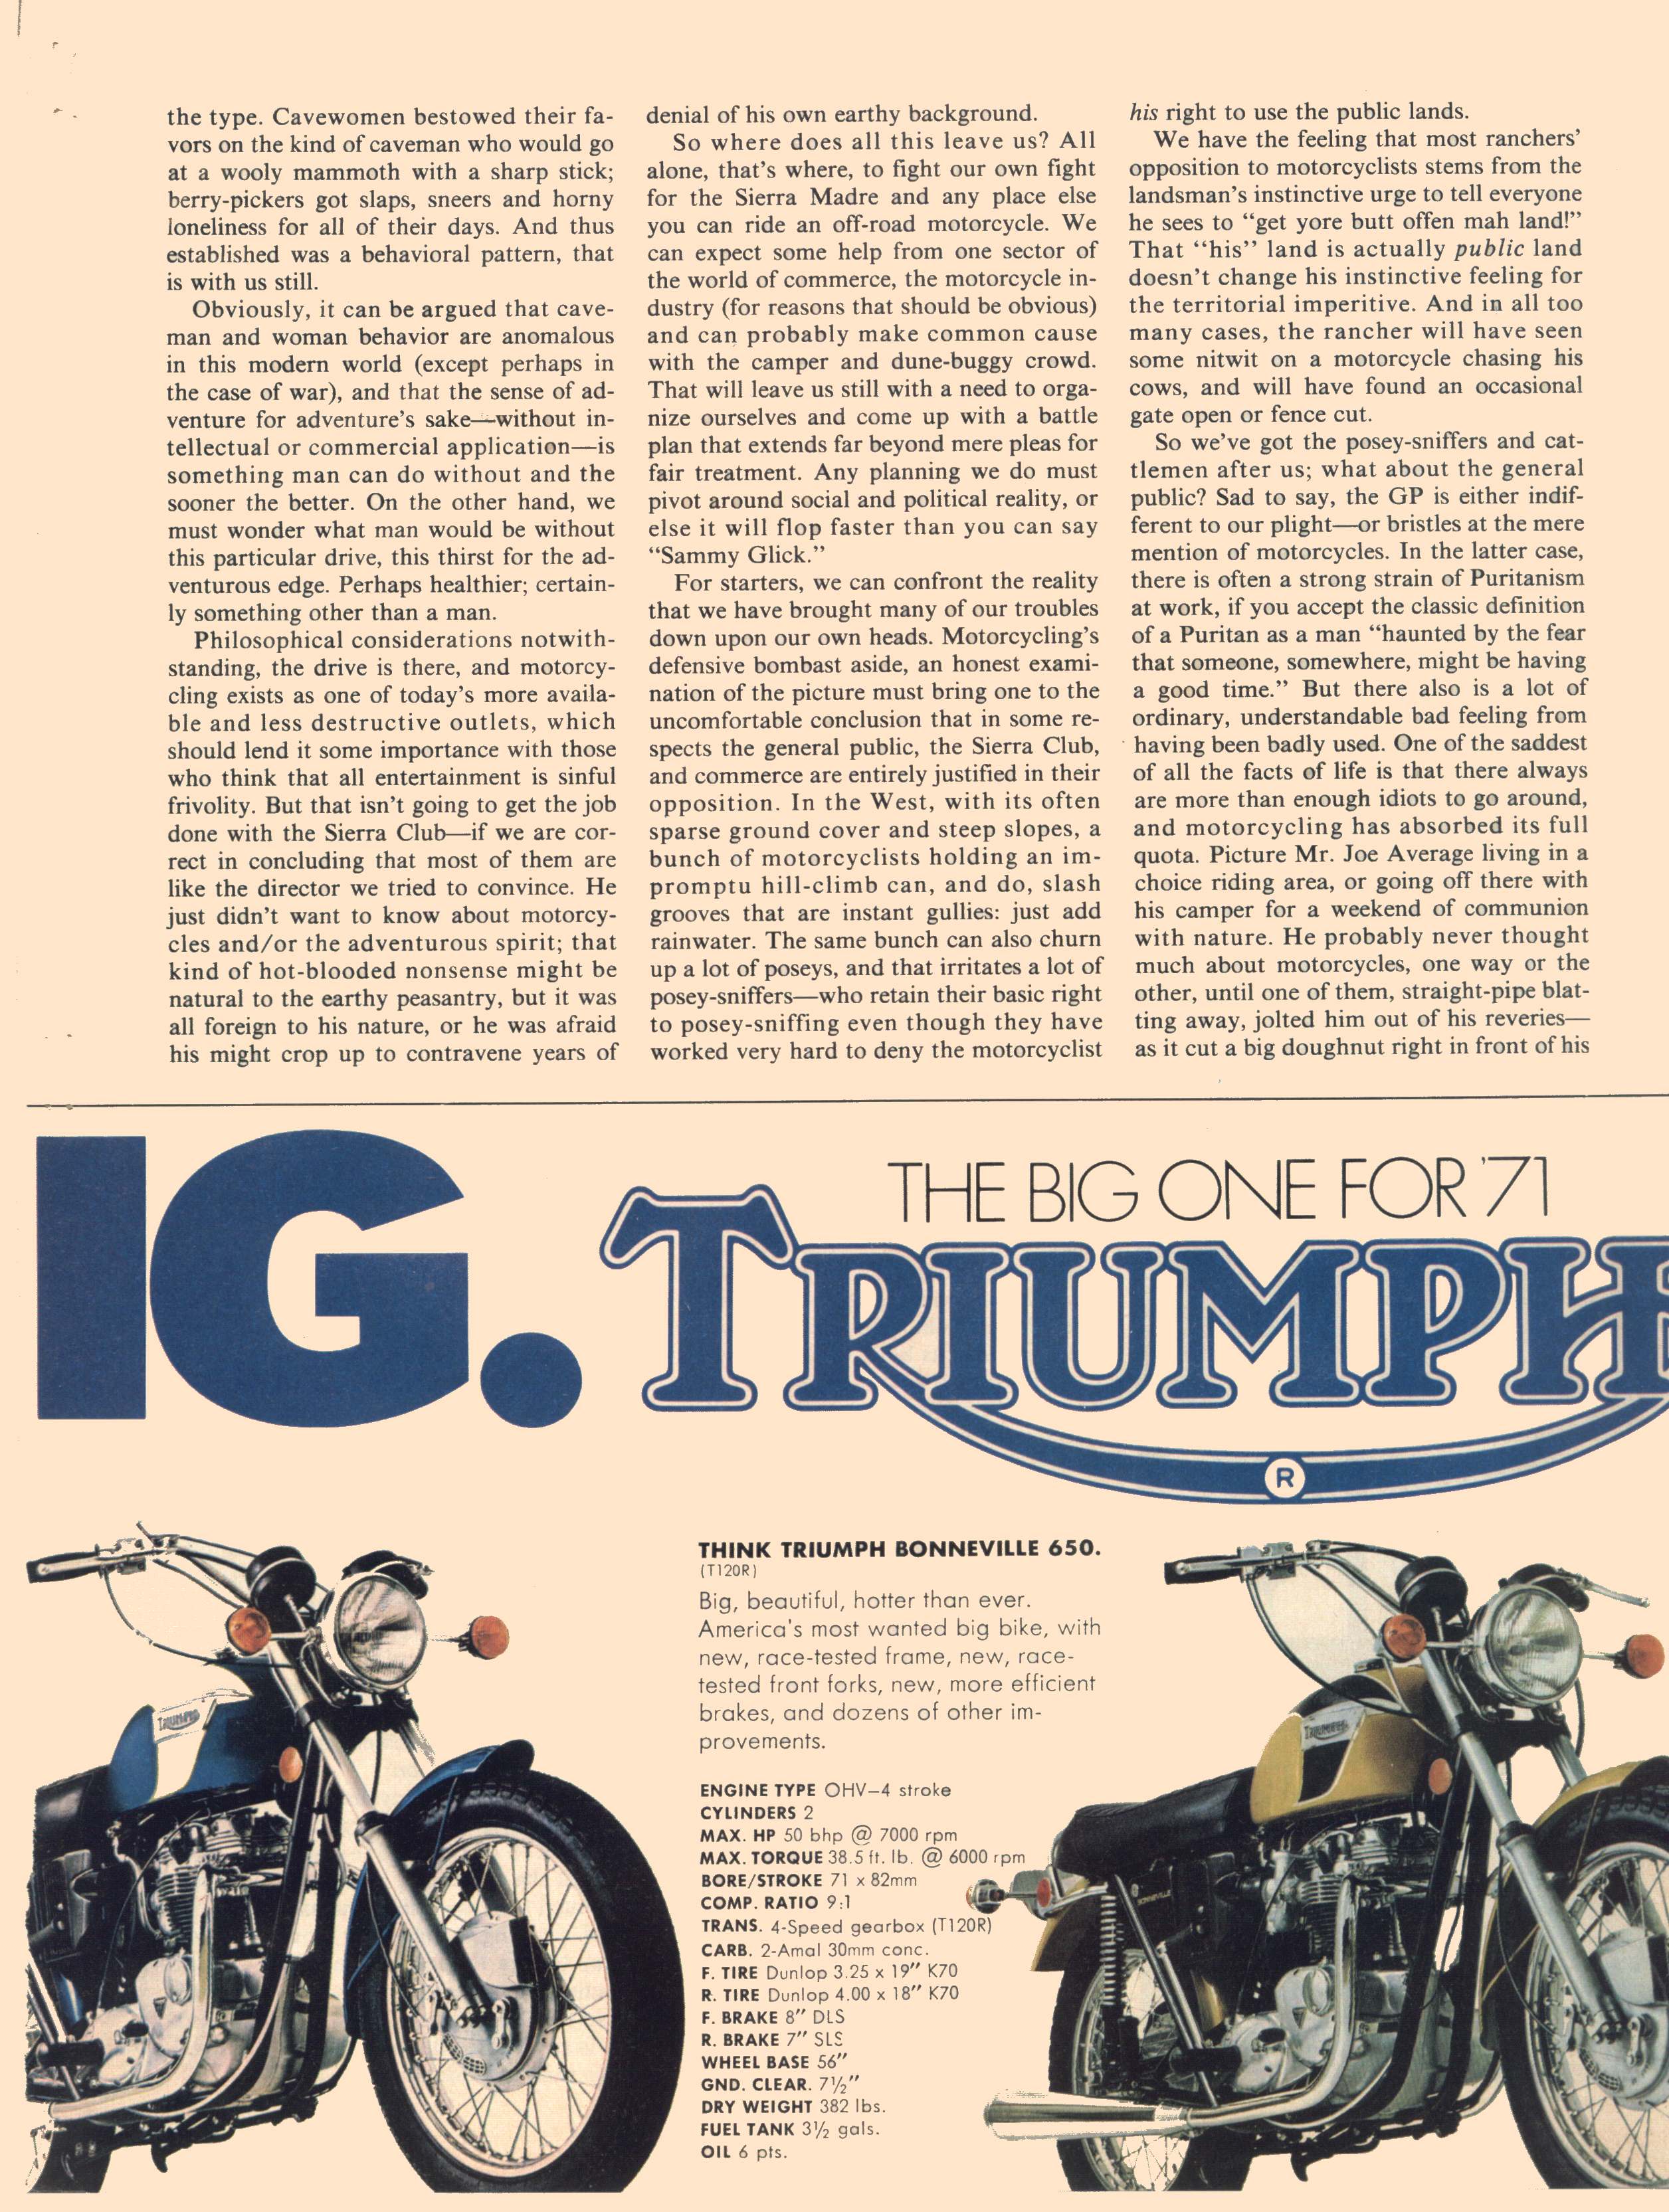 the type. Cavewomen bestowed their fa-
vors on the kind of caveman who would go
at a wooly mammoth with a sharp stick;
berry-pickers got slaps, sneers and horny
loneliness for all of their days. And thus
established was a behavioral pattern, that
is with us still.
Obviously, it can be argued that cave-
man and woman behavior are anomalous
in this modern world (except perhaps in
the case of war), and that the sense of ad-
venture for adventure's sake—without in-
tellectual or commercial application—is
something man can do without and the
sooner the better. On the other hand, we
must wonder what man would be without
this particular drive, this thirst for the ad-
venturous edge. Perhaps healthier; certain-
ly something other than a man.
Philosophical considerations notwith-
standing, the drive is there, and motorcy-
cling exists as one of today's more availa-
ble and less destructive outlets, which
should lend it some importance with those
who think that all entertainment is sinful
frivolity. But that isn't going to get the job
done with the Sierra Club—if we are cor-
rect in concluding that most of them are
like the director we tried to convince. He
just didn't want to know about motorcy-
cles and/or the adventurous spirit; that
kind of hot-blooded nonsense might be
natural to the earthy peasantry, but it was
all foreign to his nature, or he was afraid
his might crop up to contravene years of
denial of his own earthy background.
So where does all this leave us? All
alone, that's where, to fight our own fight
for the Sierra Madre and any place else
you can ride an off-road motorcycle. We
can expect some help from one sector of
the world of commerce, the motorcycle in-
dustry (for reasons that should be obvious)
and can probably make common cause
with the camper and dune-buggy crowd.
That will leave us still with a need to orga-
nize ourselves and come up with a battle
plan that extends far beyond mere pleas for
fair treatment. Any planning we do must
pivot around social and political reality, or
else it will flop faster than you can say
“Sammy Glick.”
For starters, we can confront the reality
that we have brought many of our troubles
down upon our own heads. Motorcycling's
defensive bombast aside, an honest exami-
nation of the picture must bring one to the
uncomfortable conclusion that in some re-
spects the general public, the Sierra Club,
and commerce are entirely justified in their
opposition. In the West, with its often
sparse ground cover and steep slopes, a
bunch of motorcyclists holding an im-
promptu hill-climb can, and do, slash
grooves that are instant gullies: just add
rainwater. The same bunch can also churn
up a lot of poseys, and that irritates a lot of
posey-sniffers—who retain their basic right
to posey-sniffing even though they have
worked very hard to deny the motorcyclist
his right to use the public lands.
We have the feeling that most ranchers'
opposition to motorcyclists stems from the
landsman's instinctive urge to tell everyone
he sees to “get yore butt offen mah land!”
That “his” land is actually public land
doesn't change his instinctive feeling for
the territorial imperitive. And in all too
many cases, the rancher will have seen
some nitwit on a motorcycle chasing his
cows, and will have found an occasional
gate open or fence cut.
So we've got the posey-sniffers and cat-
tlemen after us; what about the general
public? Sad to say, the GP is either indif-
ferent to our plight—or bristles at the mere
mention of motorcycles. In the latter case,
there is often a strong strain of Puritanism
at work, if you accept the classic definition
of a Puritan as a man “haunted by the fear
that someone, somewhere, might be having
a good time.” But there also is a lot of
ordinary, understandable bad feeling from
having been badly used. One of the saddest
of all the facts of life is that there always
are more than enough idiots to go around,
and motorcycling has absorbed its full
quota. Picture Mr. Joe Average living in a
choice riding area, or going off there with
his camper for a weekend of communion
with nature. He probably never thought
much about motorcycles, one way or the
other, until one of them, straight-pipe blat-
ting away, jolted him out of his reveries—
as it cut a big doughnut right in front of his
IG.
THE BIG ONE FOR '71
TRIUMPH
®
THINK TRIUMPH BONNEVILLE 650.
(T120R)
Big, beautiful, hotter than ever.
America's most wanted big bike, with
new, race-tested frame, new, race-
tested front forks, new, more efficient
brakes, and dozens of other im-
provements.
ENGINE TYPE OHV–4 stroke
CYLINDERS 2
MAX. HP 50 bhp @ 7000 rpm
MAX. TORQUE 38.5 ft. lb. @ 6000 rpm
BORE/STROKE 71 x 82mm
COMP. RATIO 9:1
TRANS. 4-Speed gearbox (T120R)
CARB. 2-Amal 30mm conc.
F. TIRE Dunlop 3.25 x 19″ K70
R. TIRE Dunlop 4.00 x 18″ K70
F. BRAKE 8″ DLS
R. BRAKE 7″ SLS
WHEEL BASE 56″
GND. CLEAR. 7½″
DRY WEIGHT 382 lbs.
FUEL TANK 3½ gals.
OIL 6 pts.
TRIUMPH
TRIUMPH
BONNEVILLE